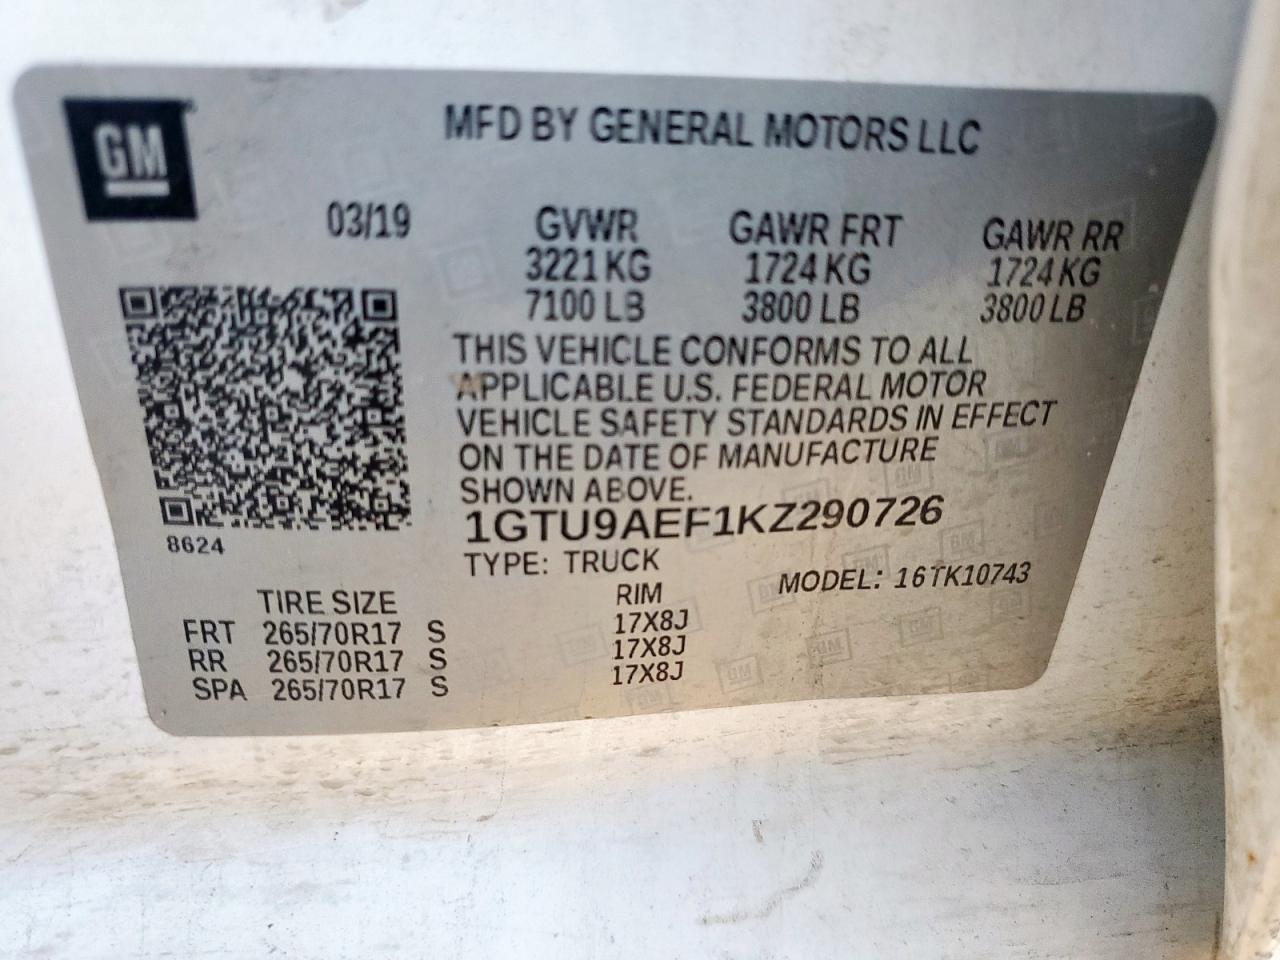 GM
MFD BY GENERAL MOTORS LLC
03/19 GVWR GAWR FRT GAWR RR
3221 KG 1724 KG 1724 KG
7100 LB 3800 LB 3800 LB
THIS VEHICLE CONFORMS TO ALL
APPLICABLE U.S. FEDERAL MOTOR
VEHICLE SAFETY STANDARDS IN EFFECT
ON THE DATE OF MANUFACTURE
SHOWN ABOVE.
1GTU9AEF1KZ290726
8624
TYPE: TRUCK MODEL: 16TK10743
TIRE SIZE RIM
FRT 265/70R17 S 17X8J
RR 265/70R17 S 17X8J
SPA 265/70R17 S 17X8J